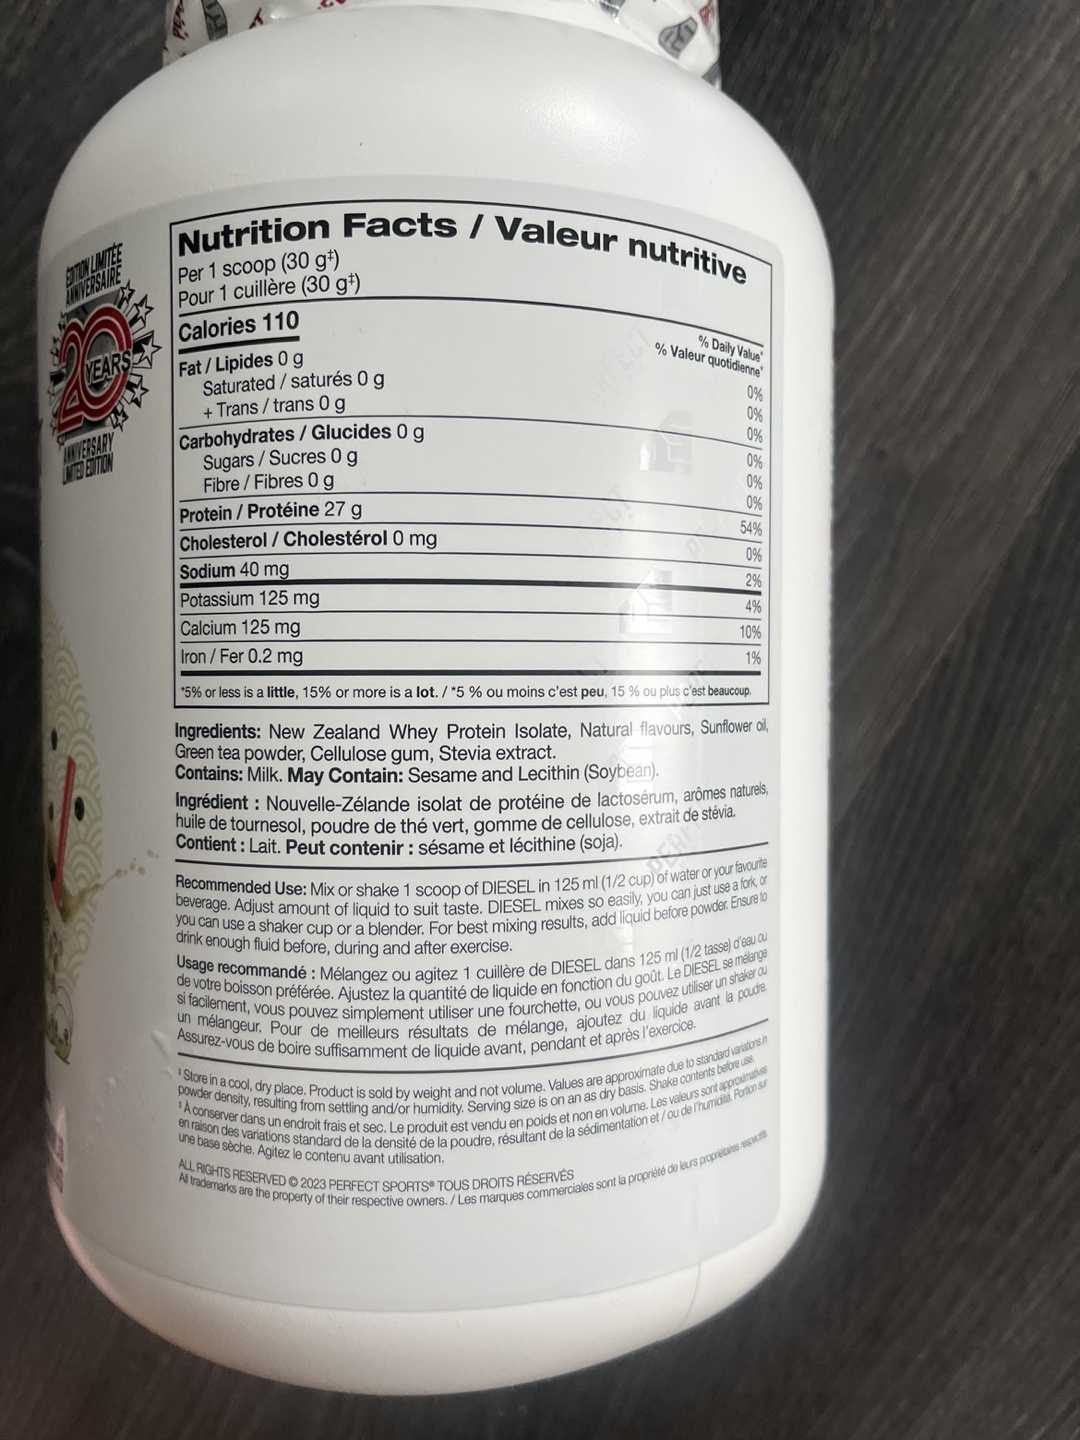 ÉDITION LIMITÉE
ANNIVERSAIRE
20
YEARS
ANNIVERSARY
LIMITED EDITION
Nutrition Facts / Valeur nutritive
Per 1 scoop (30 g‡)
Pour 1 cuillère (30 g‡)
Calories 110
% Daily Value*
% Valeur quotidienne*
Fat / Lipides 0 g 0%
Saturated / saturés 0 g 0%
+ Trans / trans 0 g 0%
Carbohydrates / Glucides 0 g 0%
Sugars / Sucres 0 g 0%
Fibre / Fibres 0 g 0%
Protein / Protéine 27 g 54%
Cholesterol / Cholestérol 0 mg 0%
Sodium 40 mg 2%
Potassium 125 mg 4%
Calcium 125 mg 10%
Iron / Fer 0.2 mg 1%
*5% or less is a little, 15% or more is a lot. / *5 % ou moins c'est peu, 15 % ou plus c'est beaucoup.
Ingredients: New Zealand Whey Protein Isolate, Natural flavours, Sunflower oil,
Green tea powder, Cellulose gum, Stevia extract.
Contains: Milk. May Contain: Sesame and Lecithin (Soybean).
Ingrédient : Nouvelle-Zélande isolat de protéine de lactosérum, arômes naturels,
huile de tournesol, poudre de thé vert, gomme de cellulose, extrait de stévia.
Contient : Lait. Peut contenir : sésame et lécithine (soja).
Recommended Use: Mix or shake 1 scoop of DIESEL in 125 ml (1/2 cup) of water or your favourite
beverage. Adjust amount of liquid to suit taste. DIESEL mixes so easily, you can just use a fork, or
you can use a shaker cup or a blender. For best mixing results, add liquid before powder. Ensure to
drink enough fluid before, during and after exercise.
Usage recommandé : Mélangez ou agitez 1 cuillère de DIESEL dans 125 ml (1/2 tasse) d'eau ou
de votre boisson préférée. Ajustez la quantité de liquide en fonction du goût. Le DIESEL se mélange
si facilement, vous pouvez simplement utiliser une fourchette, ou vous pouvez utiliser un shaker ou
un mélangeur. Pour de meilleurs résultats de mélange, ajoutez du liquide avant la poudre.
Assurez-vous de boire suffisamment de liquide avant, pendant et après l'exercice.
‡ Store in a cool, dry place. Product is sold by weight and not volume. Values are approximate due to standard variations in
powder density, resulting from settling and/or humidity. Serving size is on an as dry basis. Shake contents before use.
‡ À conserver dans un endroit frais et sec. Le produit est vendu en poids et non en volume. Les valeurs sont approximatives
en raison des variations standard de la densité de la poudre, résultant de la sédimentation et / ou de l'humidité. Portion sur
une base sèche. Agitez le contenu avant utilisation.
ALL RIGHTS RESERVED © 2023 PERFECT SPORTS® TOUS DROITS RÉSERVÉS
All trademarks are the property of their respective owners. / Les marques commerciales sont la propriété de leurs propriétaires respectifs.